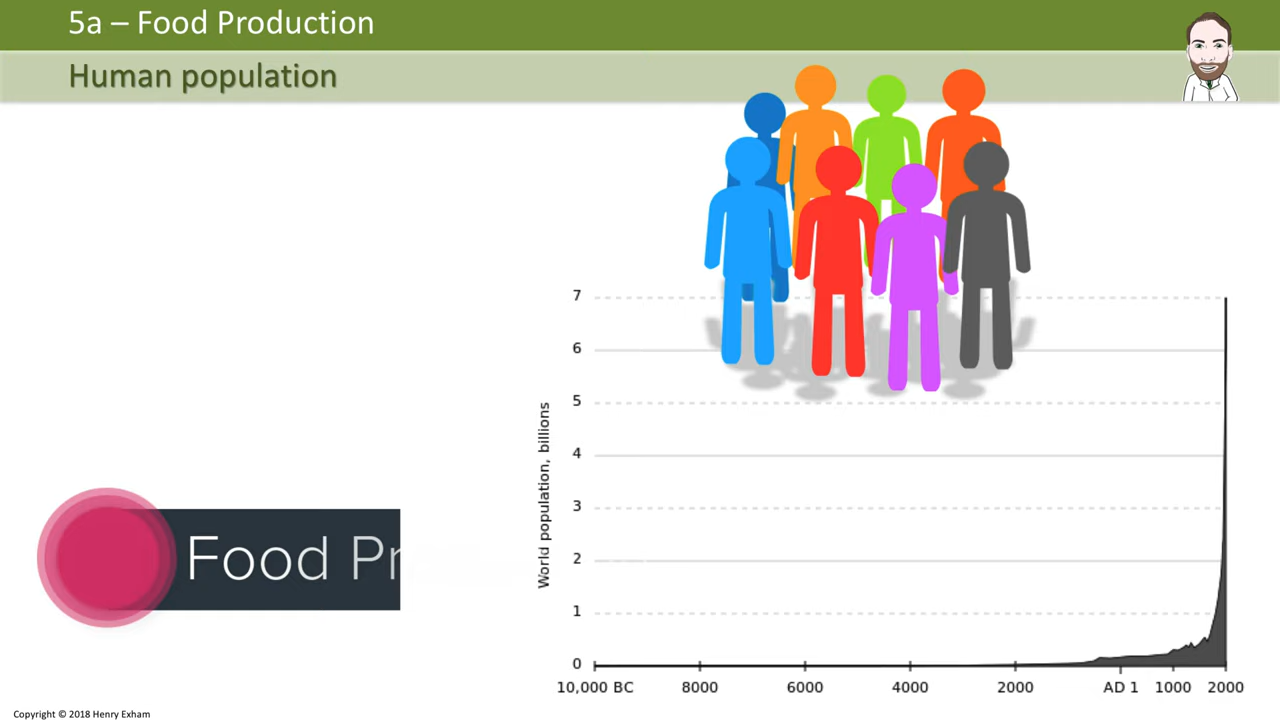 5a – Food Production
Human population
7
6
5
4
3
2
1
0
World population, billions
10,000 BC 8000 6000 4000 2000 AD 1 1000 2000
Food Pr
Copyright © 2018 Henry Exham